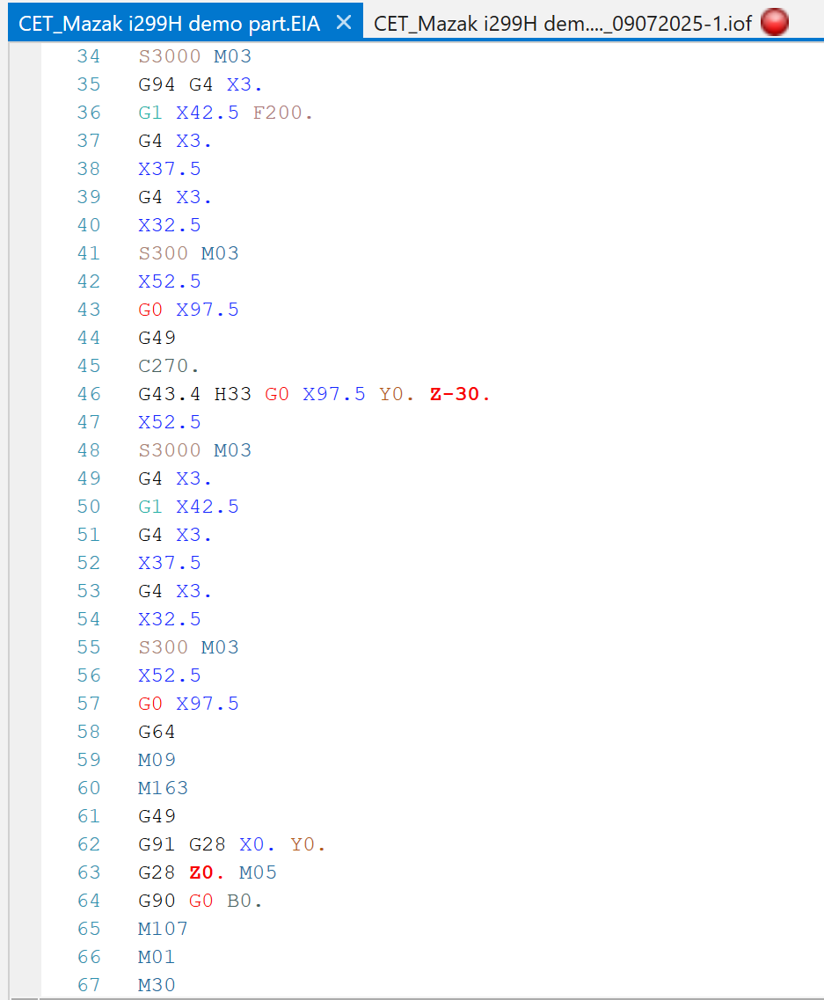 CET_Mazak i299H demo part.EIA ✕ CET_Mazak i299H dem...._09072025-1.iof
34 S3000 M03
35 G94 G4 X3.
36 G1 X42.5 F200.
37 G4 X3.
38 X37.5
39 G4 X3.
40 X32.5
41 S300 M03
42 X52.5
43 G0 X97.5
44 G49
45 C270.
46 G43.4 H33 G0 X97.5 Y0. Z-30.
47 X52.5
48 S3000 M03
49 G4 X3.
50 G1 X42.5
51 G4 X3.
52 X37.5
53 G4 X3.
54 X32.5
55 S300 M03
56 X52.5
57 G0 X97.5
58 G64
59 M09
60 M163
61 G49
62 G91 G28 X0. Y0.
63 G28 Z0. M05
64 G90 G0 B0.
65 M107
66 M01
67 M30